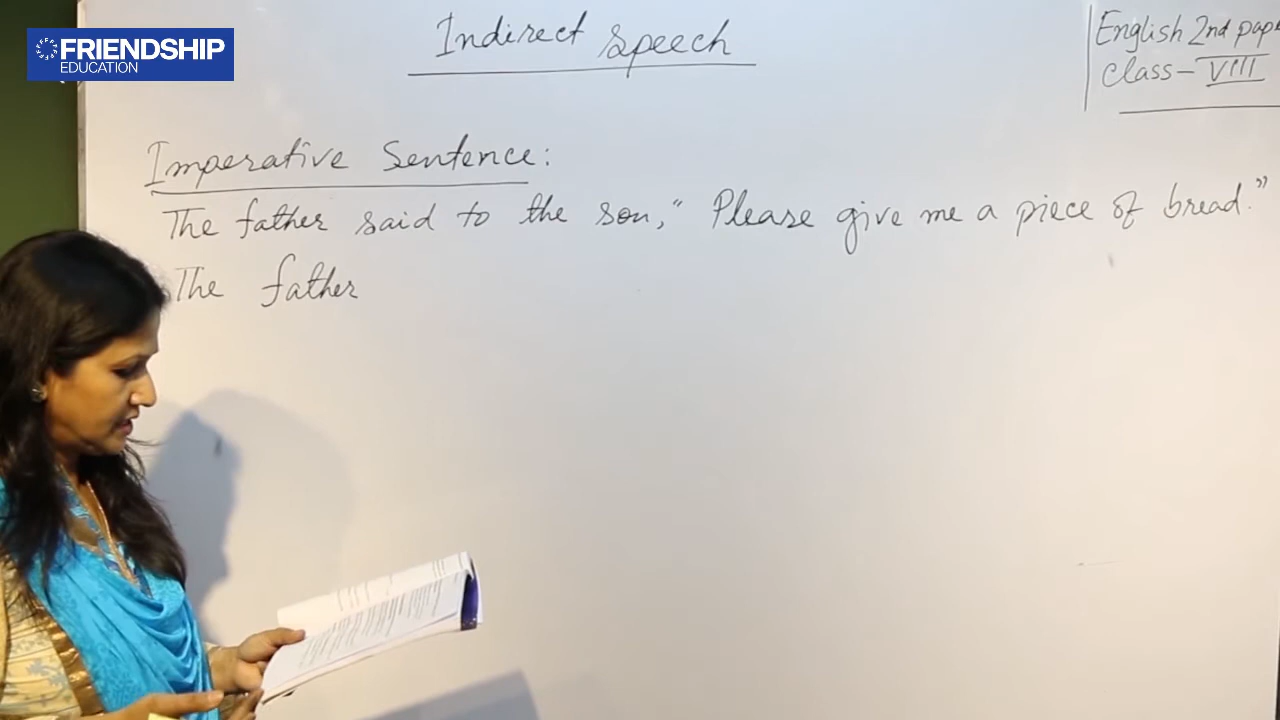 FRIENDSHIP
EDUCATION
Indirect Speech
English 2nd pap
Class - VIII
Imperative Sentence:
The father said to the son, "Please give me a piece of bread."
The father